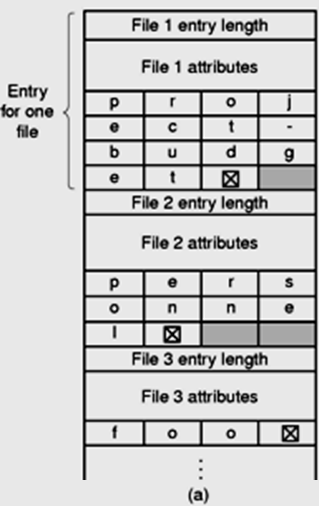 File 1 entry length
Entry for one file
File 1 attributes
p r o j
e c t -
b u d g
e t ☒
File 2 entry length
File 2 attributes
p e r s
o n n e
l ☒
File 3 entry length
File 3 attributes
f o o ☒
⋮
(a)